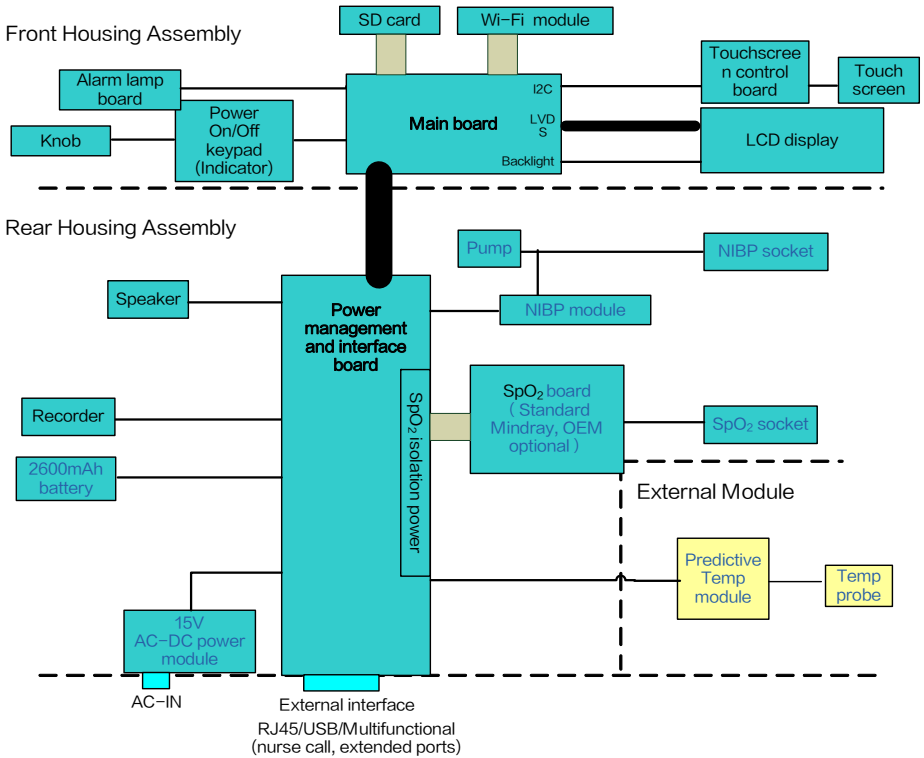 Front Housing Assembly
SD card
Wi-Fi module
Alarm lamp
board
Knob
Power
On/Off
keypad
(Indicator)
Main board
I2C
LVD
S
Backlight
Touchscree
n control
board
Touch
screen
LCD display
Rear Housing Assembly
Pump
NIBP socket
NIBP module
Speaker
Power
management
and interface
board
SpO₂ isolation power
SpO₂ board
( Standard
Mindray, OEM
optional )
SpO₂ socket
Recorder
2600mAh
battery
External Module
Predictive
Temp
module
Temp
probe
15V
AC-DC power
module
AC-IN
External interface
RJ45/USB/Multifunctional
(nurse call, extended ports)